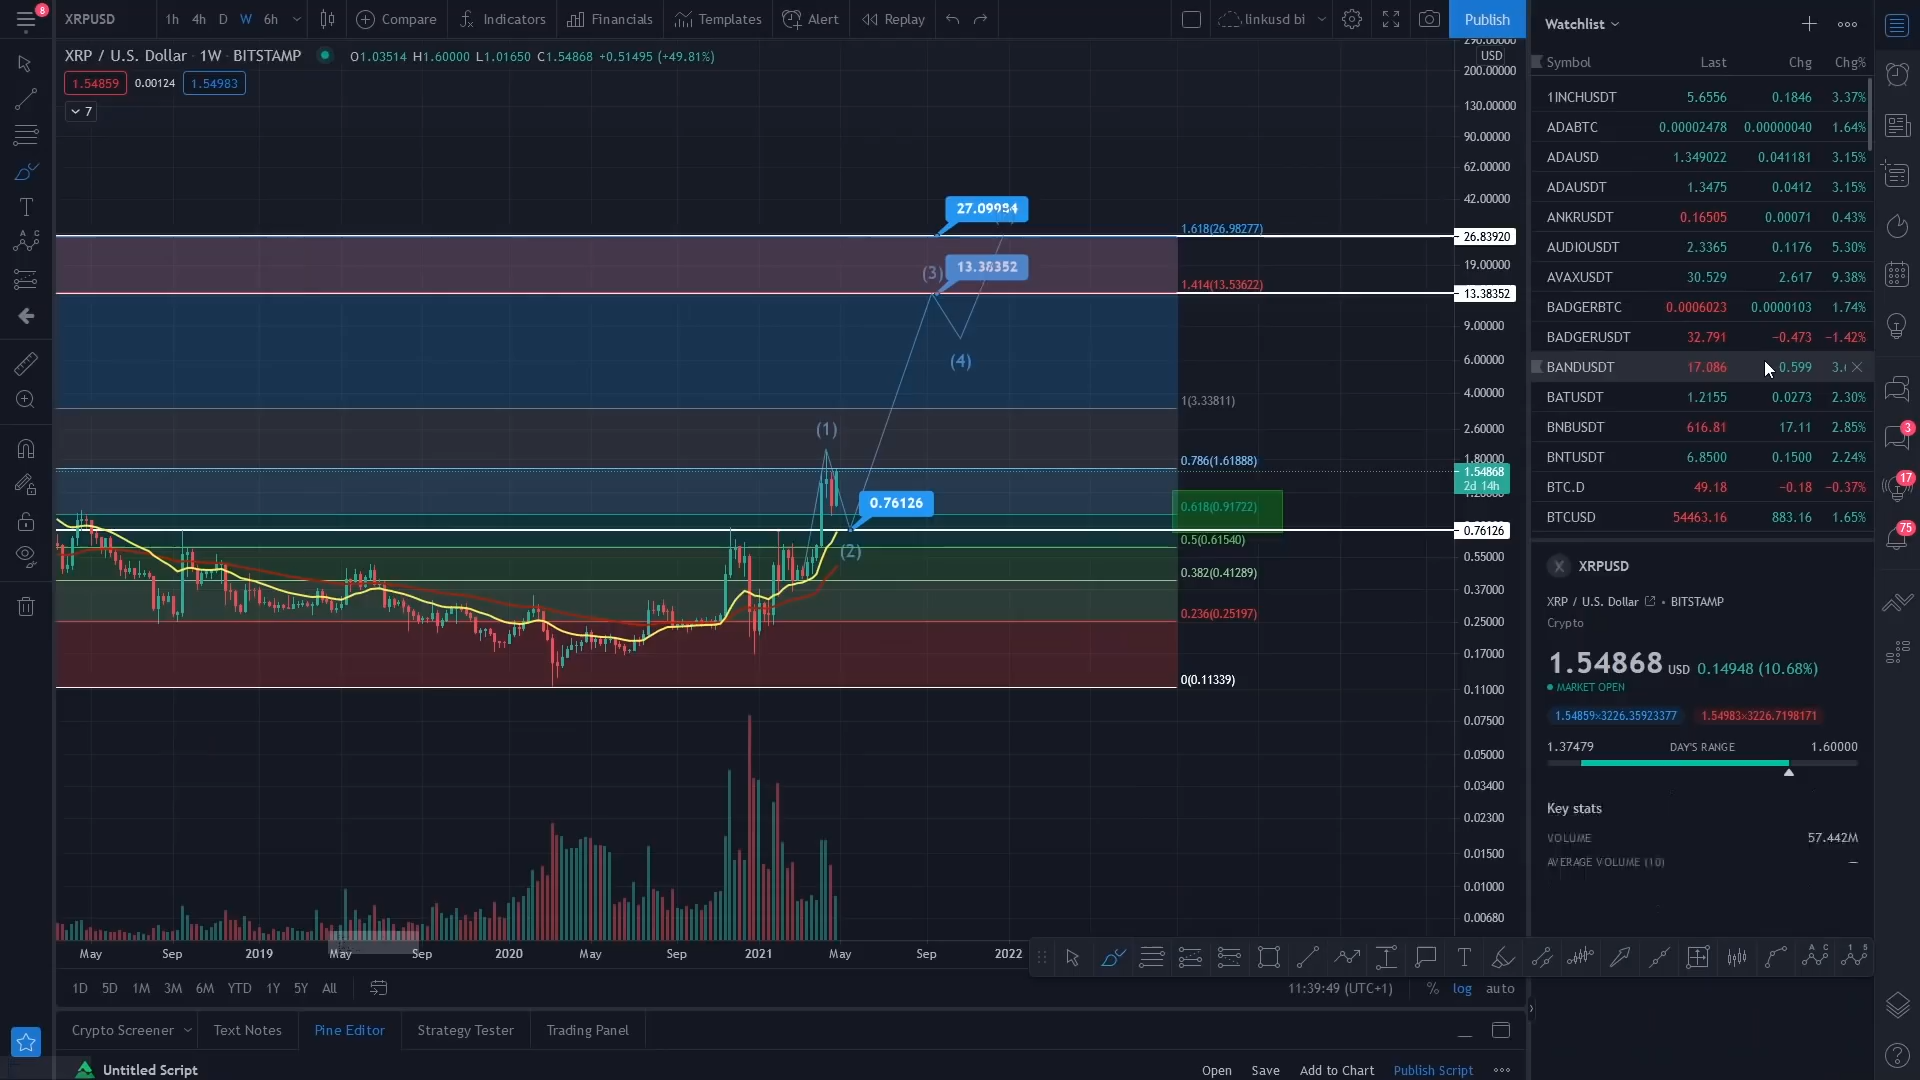 8
XRPUSD
1h 4h D W 6h
Compare
Indicators
Financials
Templates
Alert
Replay
linkusd bi
Publish
XRP / U.S. Dollar · 1W · BITSTAMP
O1.03514 H1.60000 L1.01650 C1.54868 +0.51495 (+49.81%)
1.54859 0.00124 1.54983
7
USD
200.00000
130.00000
90.00000
62.00000
42.00000
27.09984
1.618(26.98277)
26.83920
19.00000
(3)
13.38352
1.414(13.53622)
13.38352
9.00000
(4)
6.00000
4.00000
1(3.33811)
(1)
2.60000
0.786(1.61888)
1.80000
1.54868
2d 14h
0.76126
0.618(0.91722)
0.76126
0.5(0.61540)
(2)
0.55000
0.382(0.41289)
0.37000
0.236(0.25197)
0.25000
0.17000
0(0.11339)
0.11000
0.07500
0.05000
0.03400
0.02300
0.01500
0.01000
0.00680
May Sep 2019 May Sep 2020 May Sep 2021 May Sep 2022
1D 5D 1M 3M 6M YTD 1Y 5Y All
11:39:49 (UTC+1) % log auto
Crypto Screener
Text Notes
Pine Editor
Strategy Tester
Trading Panel
Untitled Script
Open Save Add to Chart Publish Script
Watchlist
Symbol Last Chg Chg%
1INCHUSDT 5.6556 0.1846 3.37%
ADABTC 0.00002478 0.00000040 1.64%
ADAUSD 1.349022 0.041181 3.15%
ADAUSDT 1.3475 0.0412 3.15%
ANKRUSDT 0.16505 0.00071 0.43%
AUDIOUSDT 2.3365 0.1176 5.30%
AVAXUSDT 30.529 2.617 9.38%
BADGERBTC 0.0006023 0.0000103 1.74%
BADGERUSDT 32.791 −0.473 −1.42%
BANDUSDT 17.086 0.599
BATUSDT 1.2155 0.0273 2.30%
BNBUSDT 616.81 17.11 2.85%
BNTUSDT 6.8500 0.1500 2.24%
BTC.D 49.18 −0.18 −0.37%
BTCUSD 54463.16 883.16 1.65%
X XRPUSD
XRP / U.S. Dollar • BITSTAMP
Crypto
1.54868 USD 0.14948 (10.68%)
MARKET OPEN
1.54859×3226.35923377 1.54983×3226.7198171
1.37479 DAY'S RANGE 1.60000
Key stats
VOLUME 57.442M
AVERAGE VOLUME (10) —
3
17
75